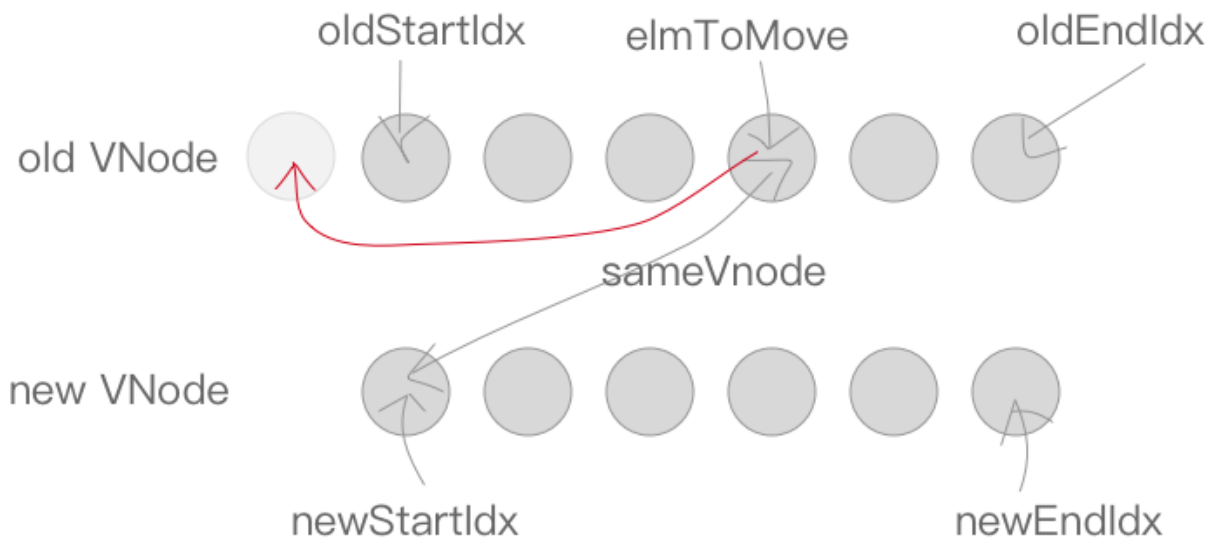 oldStartIdx
elmToMove
oldEndIdx
old VNode
sameVnode
new VNode
newStartIdx
newEndIdx